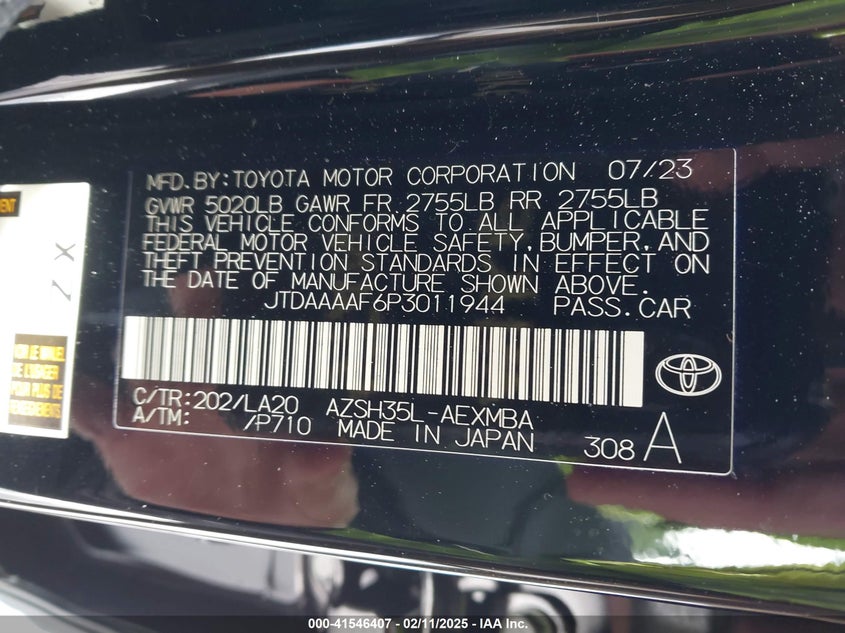 MFD.BY:TOYOTA MOTOR CORPORATION 07/23
GVWR 5020LB GAWR FR 2755LB RR 2755LB
THIS VEHICLE CONFORMS TO ALL APPLICABLE
FEDERAL MOTOR VEHICLE SAFETY,BUMPER,AND
THEFT PREVENTION STANDARDS IN EFFECT ON
THE DATE OF MANUFACTURE SHOWN ABOVE.
JTDAAAAF6P3011944 PASS.CAR
C/TR:202/LA20 AZSH35L-AEXMBA
A/TM: /P710 MADE IN JAPAN 308 A
000-41546407 - 02/11/2025 - IAA Inc.